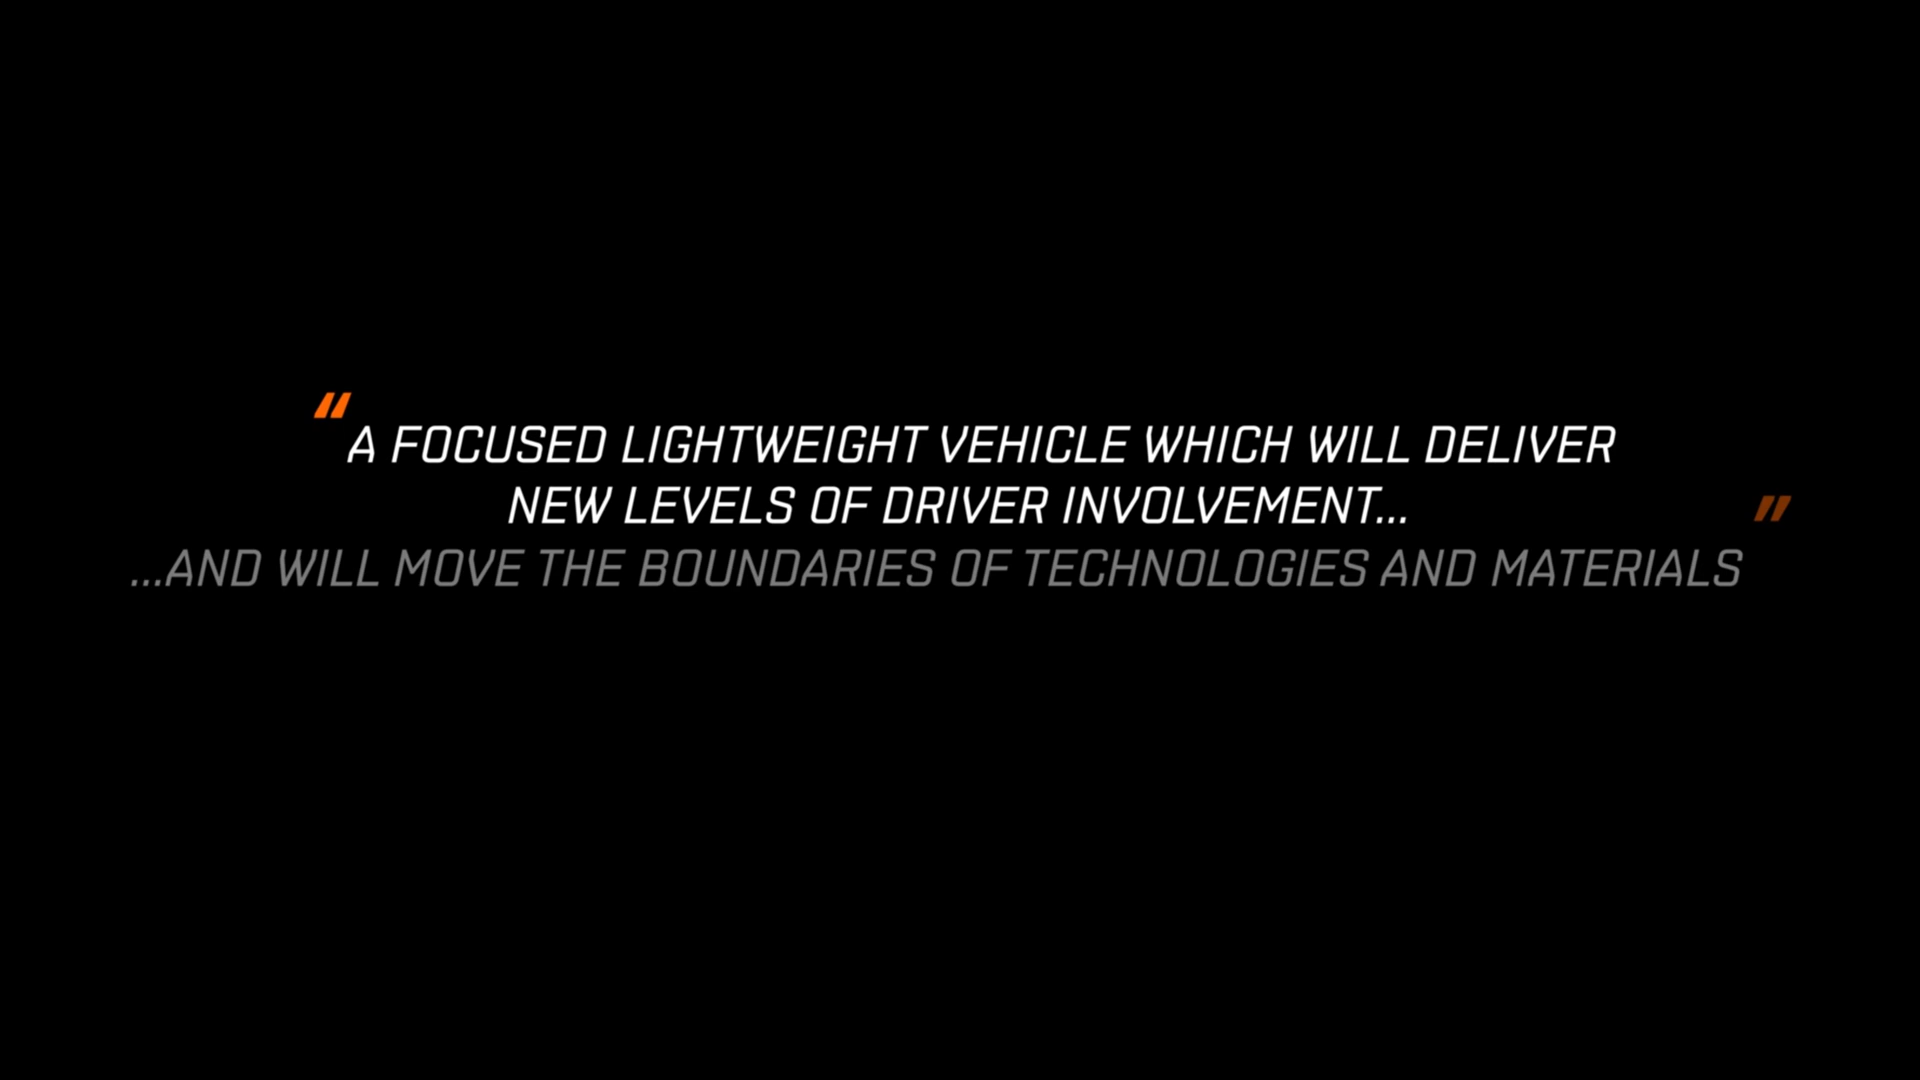 “A FOCUSED LIGHTWEIGHT VEHICLE WHICH WILL DELIVER
NEW LEVELS OF DRIVER INVOLVEMENT...
...AND WILL MOVE THE BOUNDARIES OF TECHNOLOGIES AND MATERIALS”